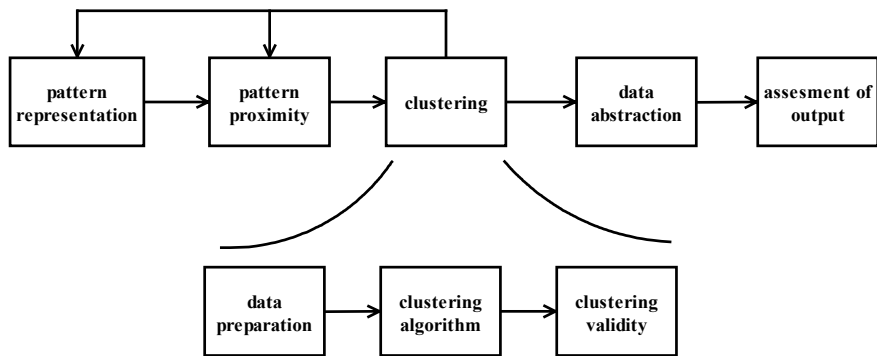 pattern
representation
pattern
proximity
clustering
data
abstraction
assesment of
output
data
preparation
clustering
algorithm
clustering
validity